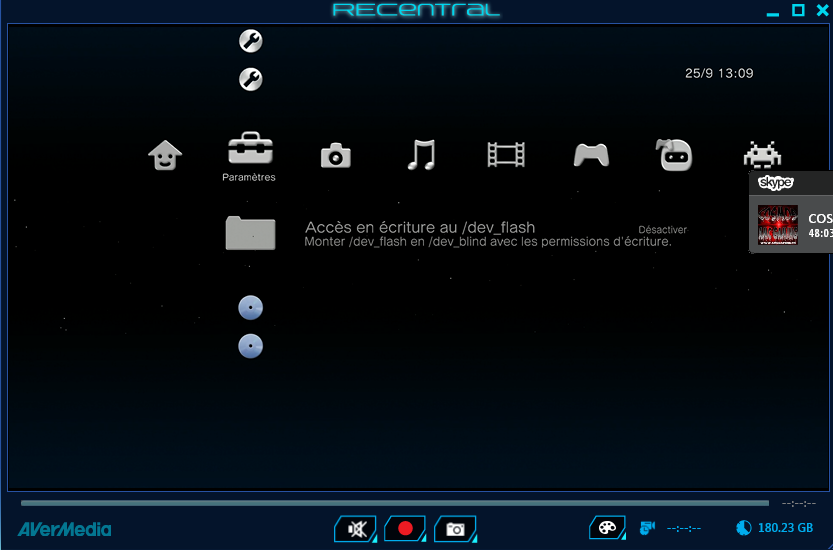 RECentral
25/9 13:09
Paramètres
skype
COS
48:03
Accès en écriture au /dev_flash
Désactiver
Monter /dev_flash en /dev_blind avec les permissions d'écriture.
--:--:--
AVerMedia
--:--:--
180.23 GB